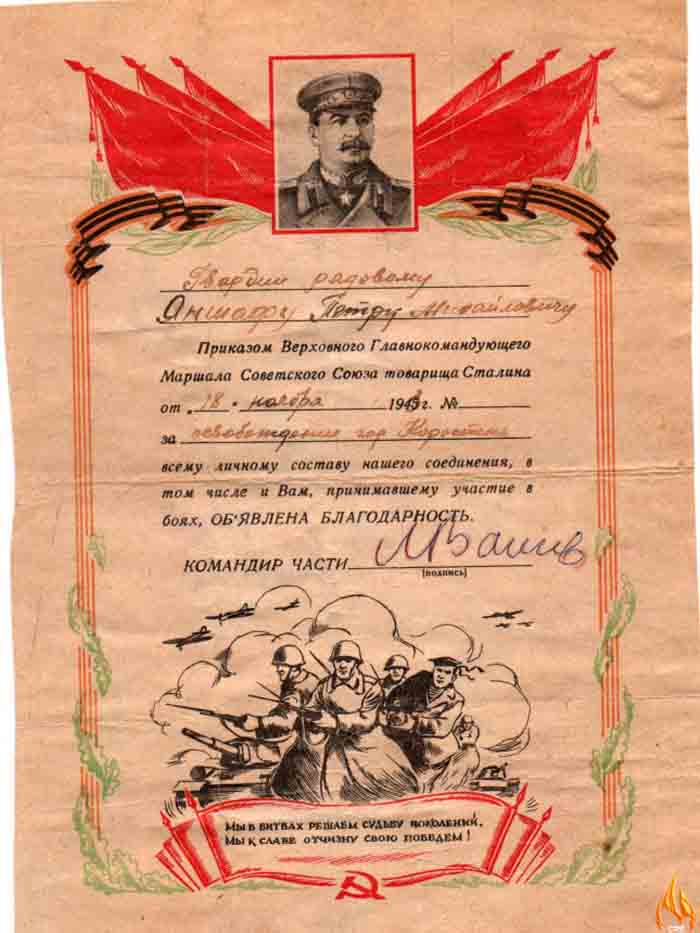 Гвардии рядовому
Аншафу Петру Михайловичу
Приказом Верховного Главнокомандующего
Маршала Советского Союза товарища Сталина
от „18" ноября 1943г. №
за освобождение гор Коростень
всему личному составу нашего соединения, в
том числе и Вам, принимавшему участие в
боях, ОБ'ЯВЛЕНА БЛАГОДАРНОСТЬ.
КОМАНДИР ЧАСТИ
(подпись)
МЫ В БИТВАХ РЕШАЕМ СУДЬБУ ПОКОЛЕНИЙ,
МЫ К СЛАВЕ ОТЧИЗНУ СВОЮ ПОВЕДЕМ!